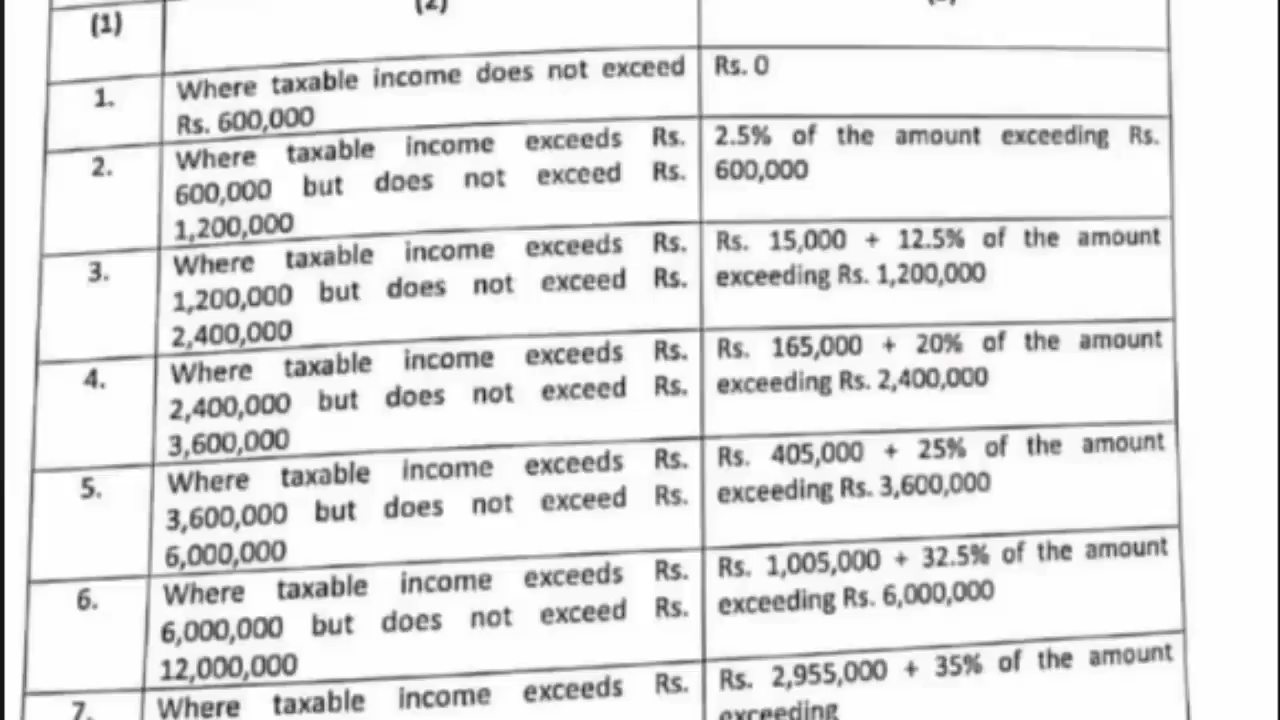 (1)
(2)
1.
Where taxable income does not exceed
Rs. 600,000
Rs. 0
2.
Where taxable income exceeds Rs.
600,000 but does not exceed Rs.
1,200,000
2.5% of the amount exceeding Rs.
600,000
3.
Where taxable income exceeds Rs.
1,200,000 but does not exceed Rs.
2,400,000
Rs. 15,000 + 12.5% of the amount
exceeding Rs. 1,200,000
4.
Where taxable income exceeds Rs.
2,400,000 but does not exceed Rs.
3,600,000
Rs. 165,000 + 20% of the amount
exceeding Rs. 2,400,000
5.
Where taxable income exceeds Rs.
3,600,000 but does not exceed Rs.
6,000,000
Rs. 405,000 + 25% of the amount
exceeding Rs. 3,600,000
6.
Where taxable income exceeds Rs.
6,000,000 but does not exceed Rs.
12,000,000
Rs. 1,005,000 + 32.5% of the amount
exceeding Rs. 6,000,000
7.
Where taxable income exceeds Rs.
Rs. 2,955,000 + 35% of the amount
exceeding